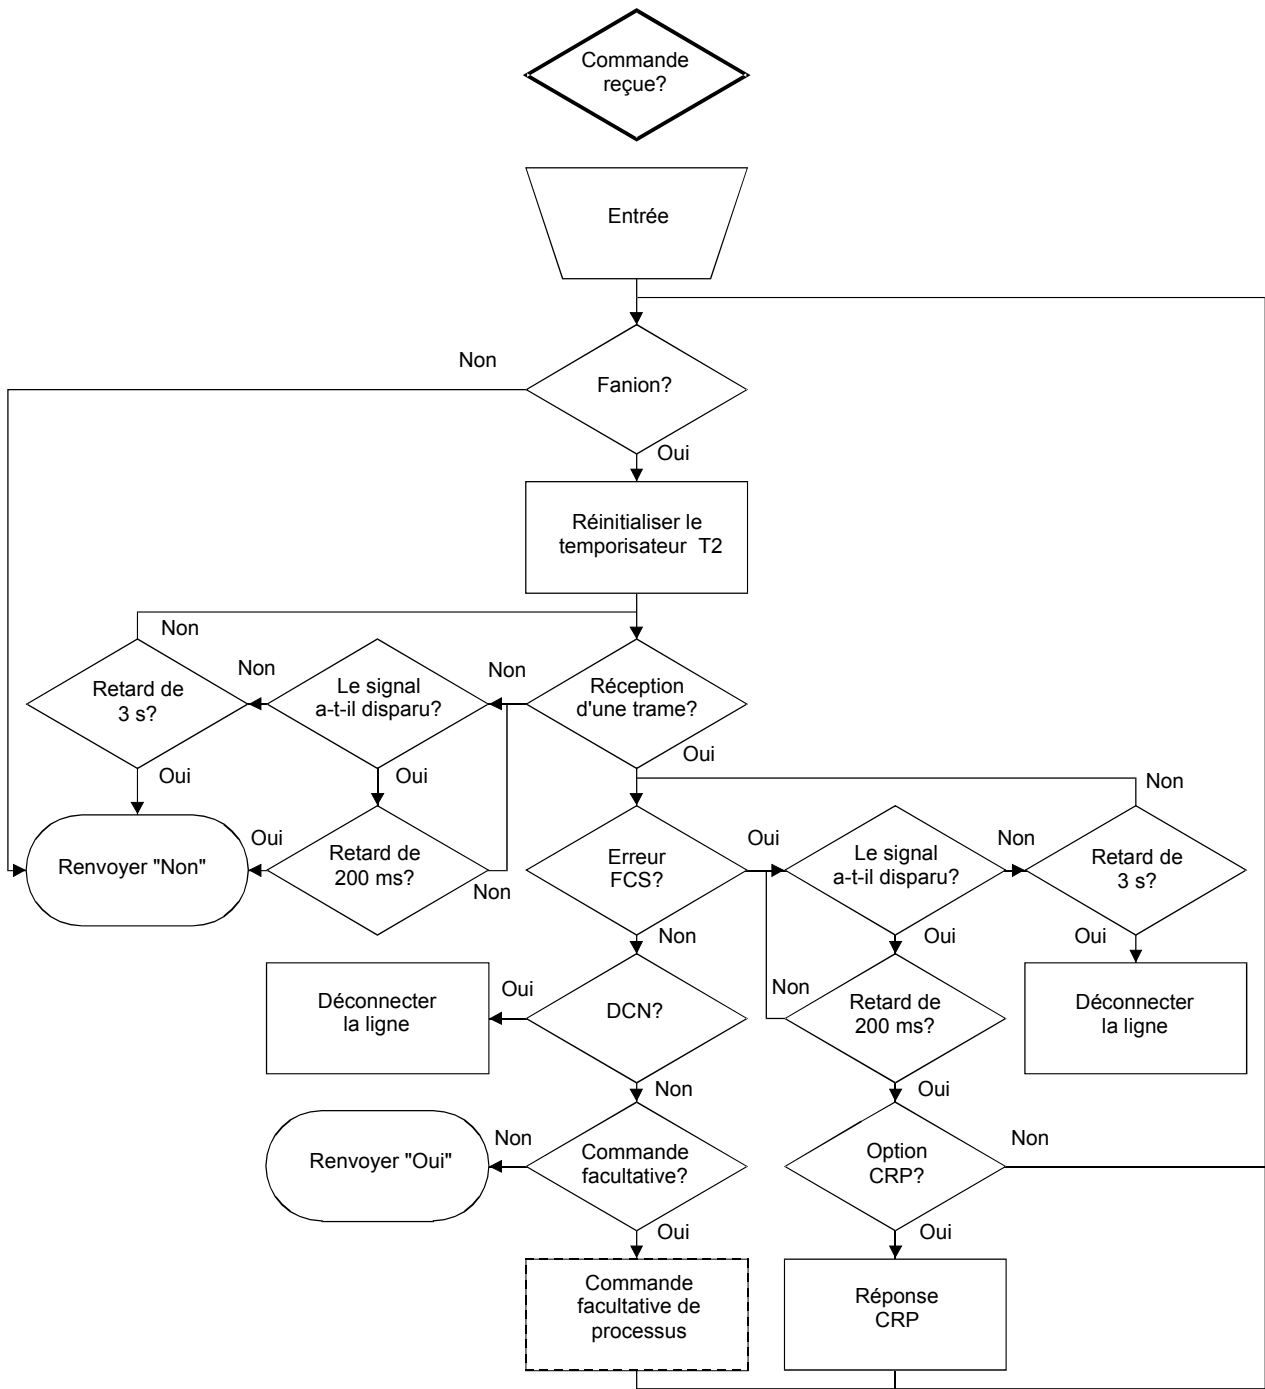 Commande
reçue?
Entrée
Non
Fanion?
Oui
Réinitialiser le
temporisateur T2
Non
Non
Non
Retard de
3 s?
Le signal
a-t-il disparu?
Réception
d'une trame?
Oui
Oui
Oui
Non
Oui
Renvoyer "Non"
Retard de
200 ms?
Non
Erreur
FCS?
Oui
Le signal
a-t-il disparu?
Non
Retard de
3 s?
Non
Oui
Oui
Déconnecter
la ligne
Oui
DCN?
Non
Retard de
200 ms?
Déconnecter
la ligne
Non
Oui
Renvoyer "Oui"
Non
Commande
facultative?
Option
CRP?
Non
Oui
Oui
Commande
facultative de
processus
Réponse
CRP